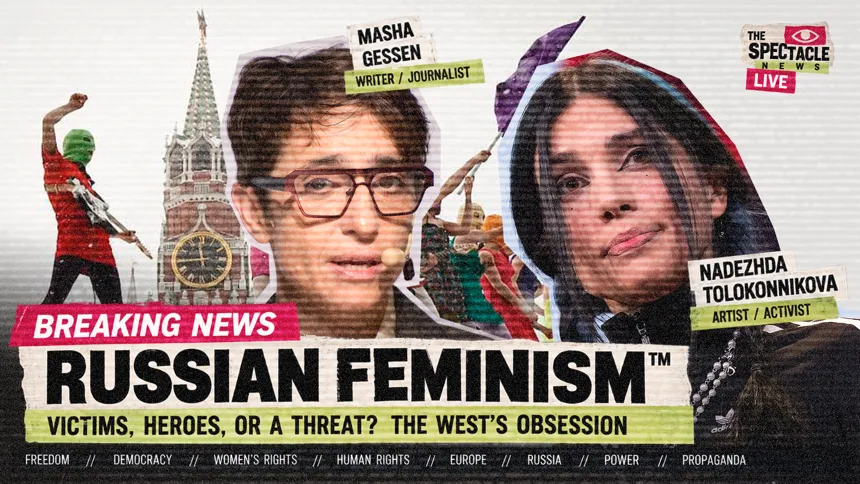 MASHA
GESSEN
WRITER / JOURNALIST
THE
SPECTACLE
NEWS
LIVE
NADEZHDA
TOLOKONNIKOVA
ARTIST / ACTIVIST
BREAKING NEWS
RUSSIAN FEMINISM™
VICTIMS, HEROES, OR A THREAT? THE WEST'S OBSESSION
adidas
FREEDOM // DEMOCRACY // WOMEN'S RIGHTS // HUMAN RIGHTS // EUROPE // RUSSIA // POWER // PROPAGANDA